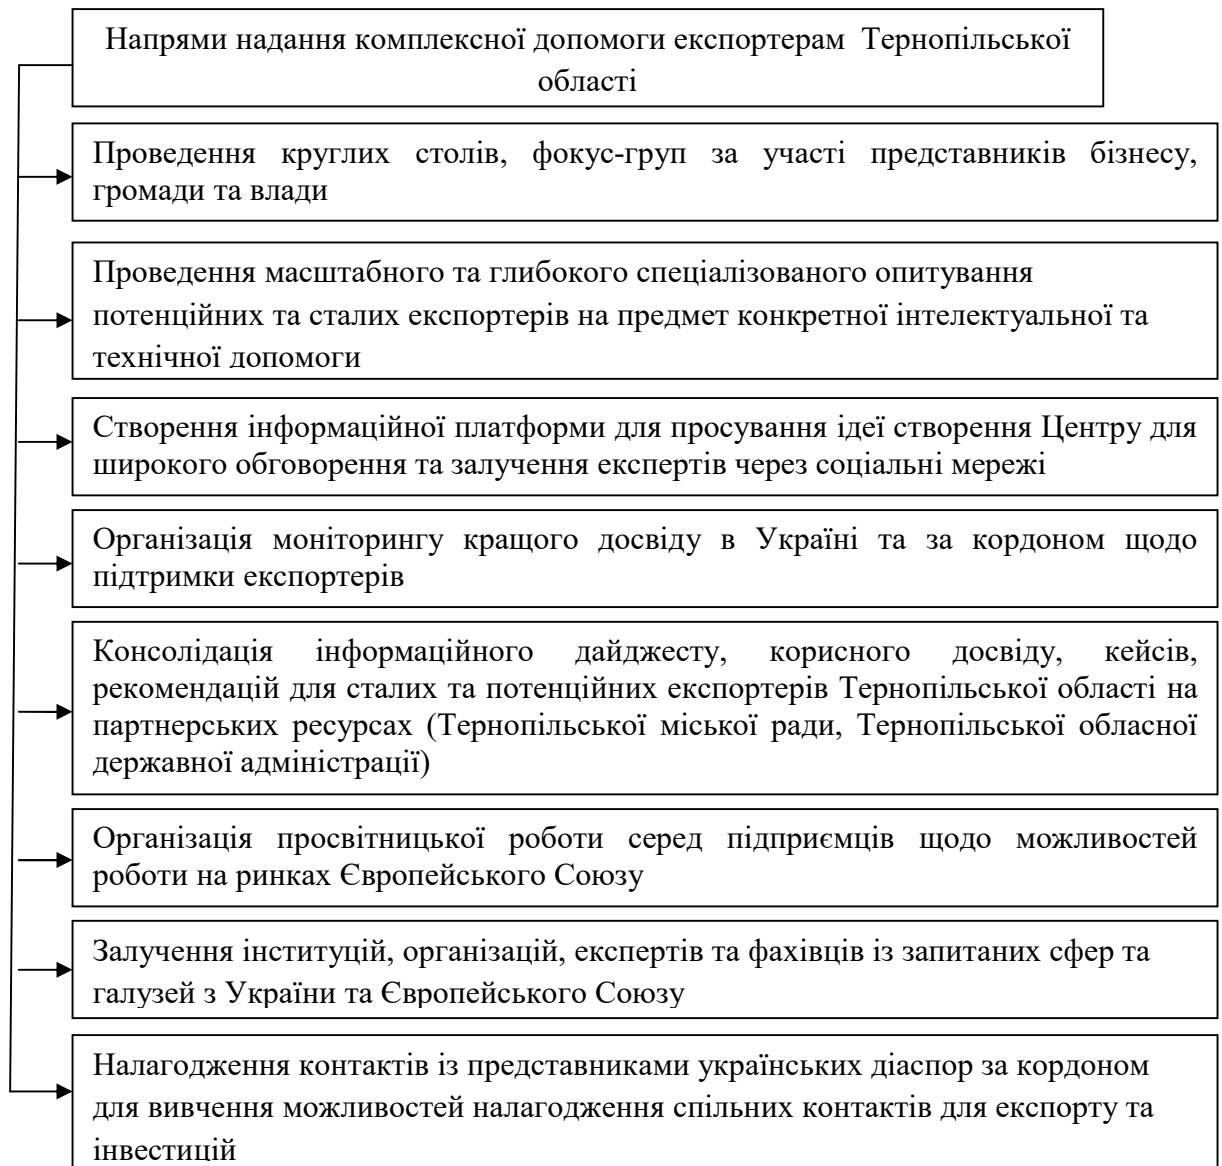 Напрями надання комплексної допомоги експортерам Тернопільської
області
Проведення круглих столів, фокус-груп за участі представників бізнесу,
громади та влади
Проведення масштабного та глибокого спеціалізованого опитування
потенційних та сталих експортерів на предмет конкретної інтелектуальної та
технічної допомоги
Створення інформаційної платформи для просування ідеї створення Центру для
широкого обговорення та залучення експертів через соціальні мережі
Організація моніторингу кращого досвіду в Україні та за кордоном щодо
підтримки експортерів
Консолідація інформаційного дайджесту, корисного досвіду, кейсів,
рекомендацій для сталих та потенційних експортерів Тернопільської області на
партнерських ресурсах (Тернопільської міської ради, Тернопільської обласної
державної адміністрації)
Організація просвітницької роботи серед підприємців щодо можливостей
роботи на ринках Європейського Союзу
Залучення інституцій, організацій, експертів та фахівців із запитаних сфер та
галузей з України та Європейського Союзу
Налагодження контактів із представниками українських діаспор за кордоном
для вивчення можливостей налагодження спільних контактів для експорту та
інвестицій